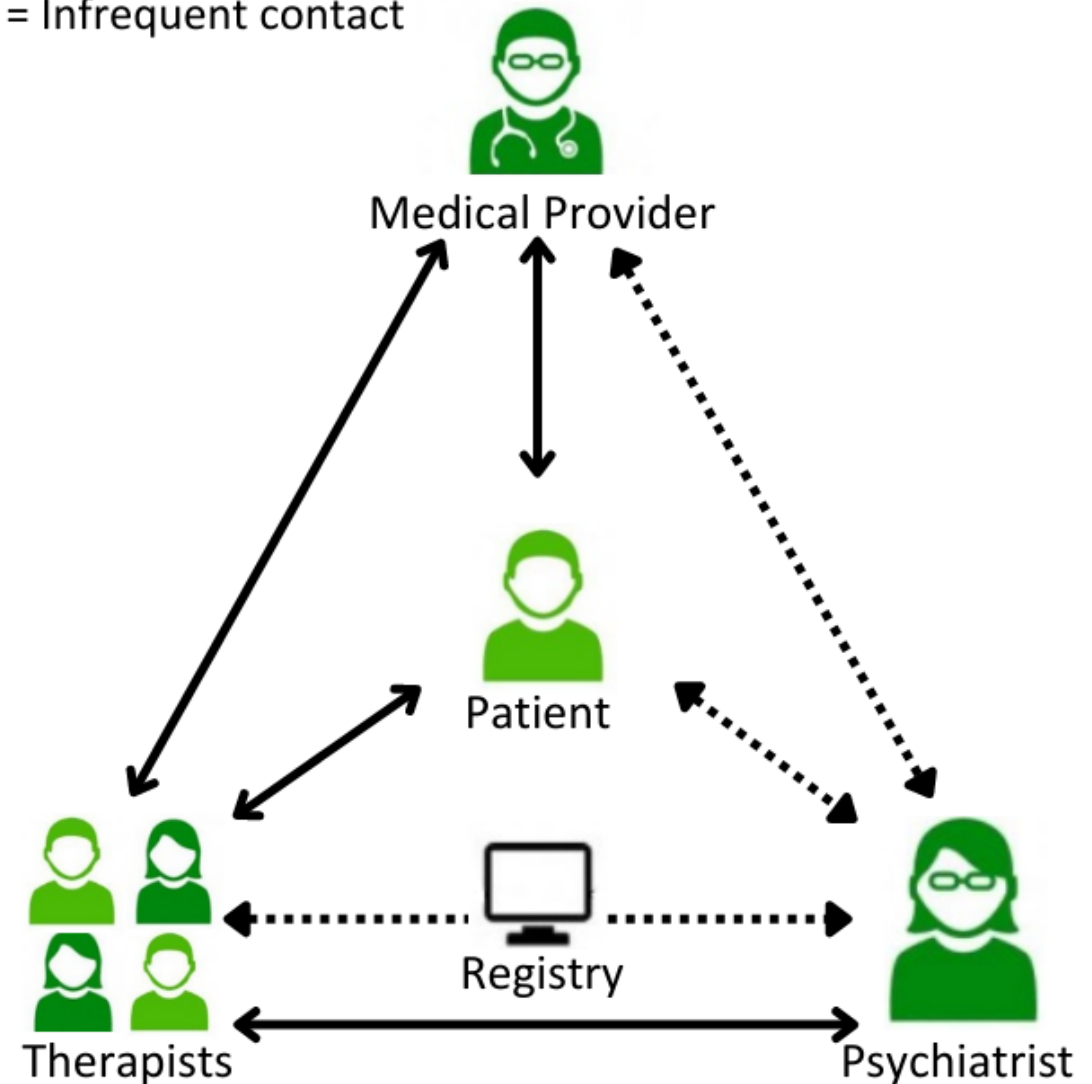 = Infrequent contact
Medical Provider
Patient
Registry
Therapists
Psychiatrist